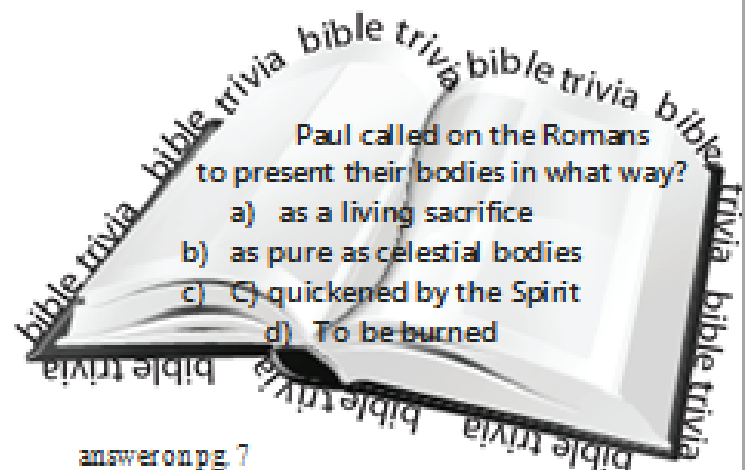 bible trivia bible trivia bible trivia bible trivia bible trivia bible trivia bible trivia bible trivia bible trivia
Paul called on the Romans
to present their bodies in what way?
a) as a living sacrifice
b) as pure as celestial bodies
c) C) quickened by the Spirit
d) To be burned
answer on pg. 7